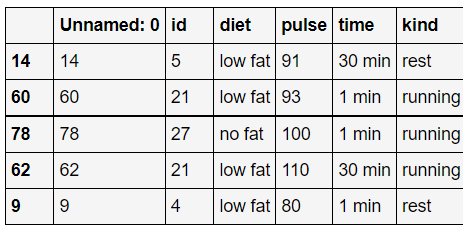 Unnamed: 0 id diet pulse time kind
14 14 5 low fat 91 30 min rest
60 60 21 low fat 93 1 min running
78 78 27 no fat 100 1 min running
62 62 21 low fat 110 30 min running
9 9 4 low fat 80 1 min rest